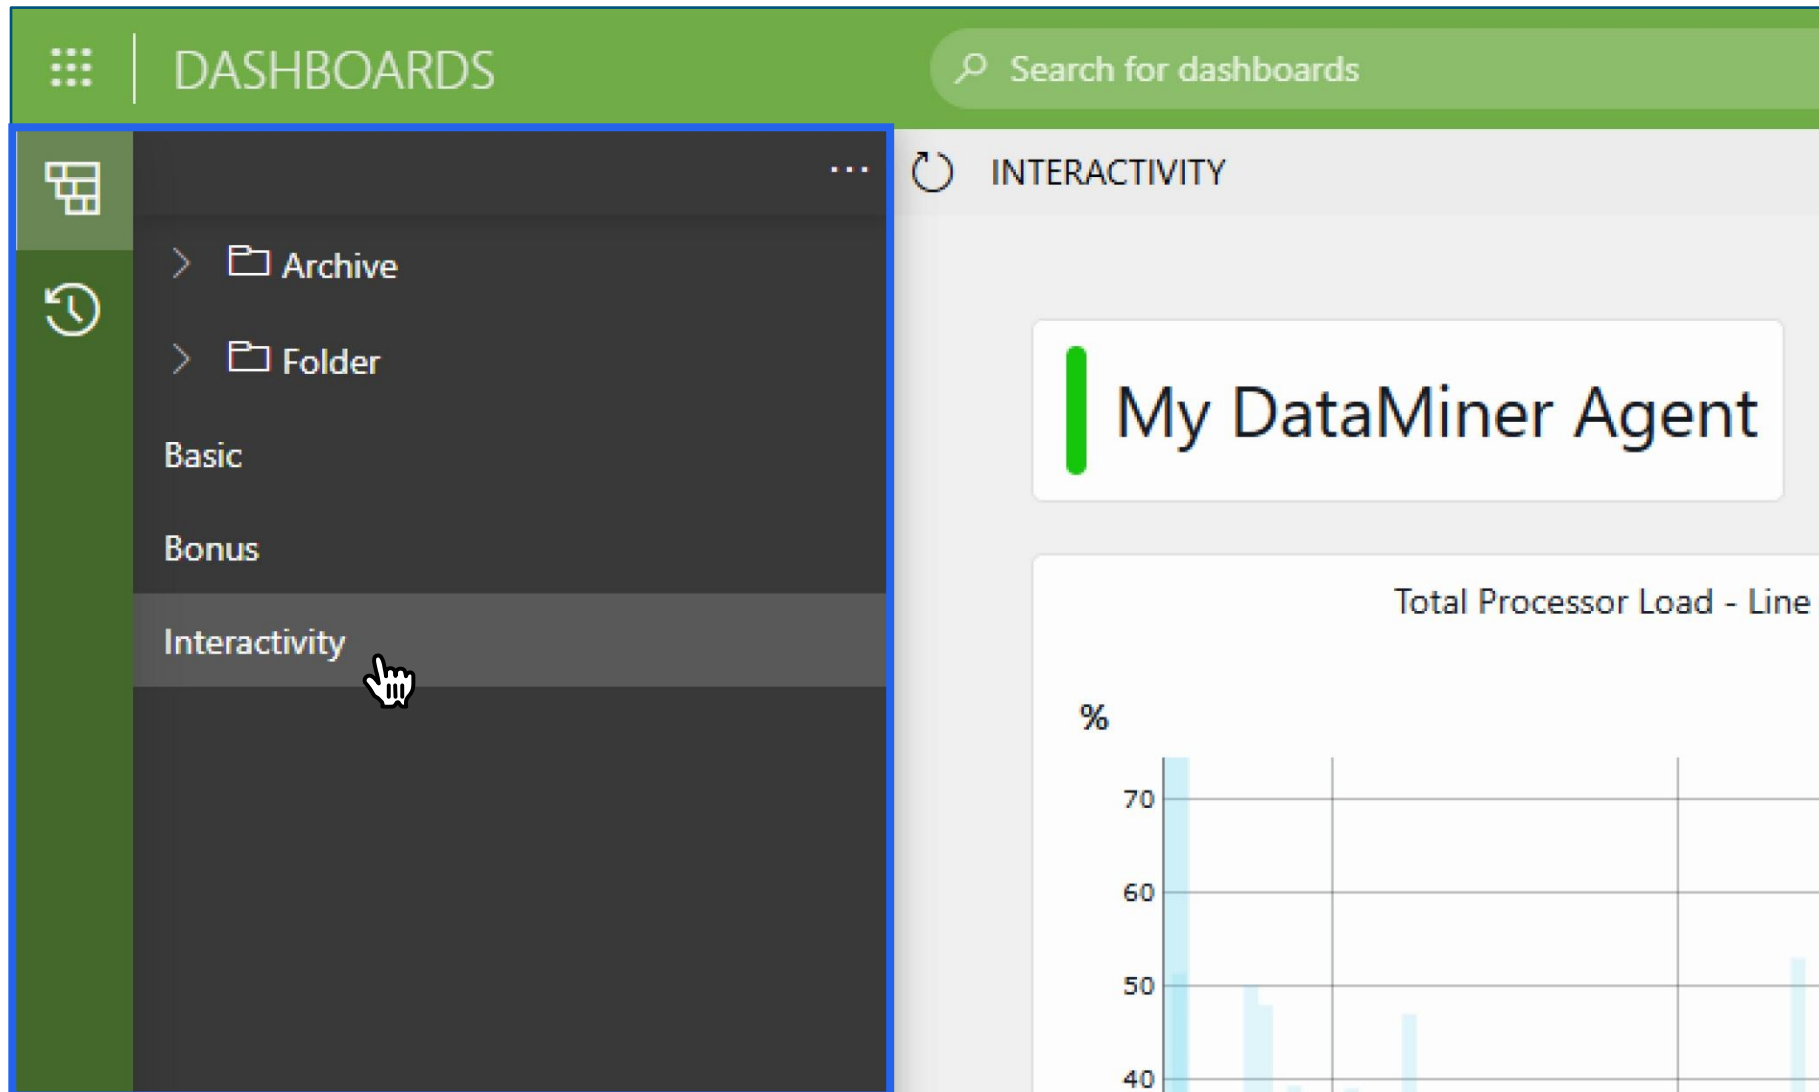 DASHBOARDS
Search for dashboards
...
INTERACTIVITY
Archive
Folder
Basic
Bonus
Interactivity
My DataMiner Agent
Total Processor Load - Line
%
70
60
50
40